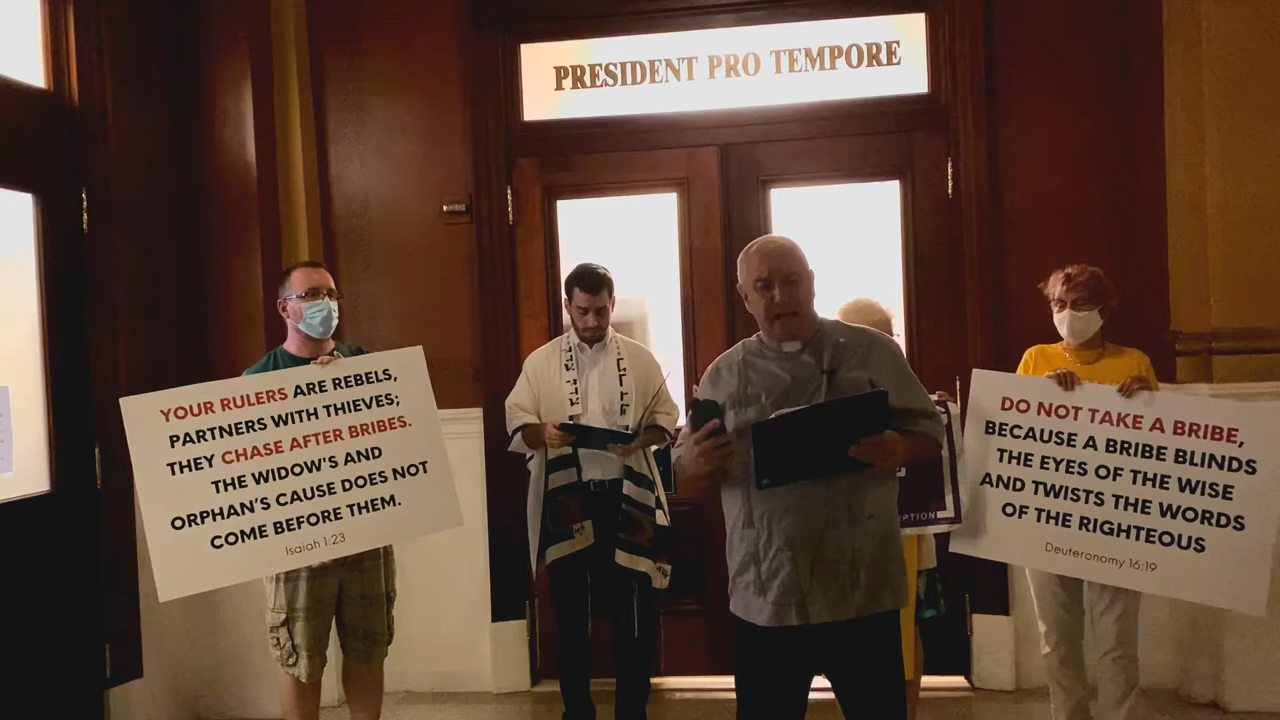 PRESIDENT PRO TEMPORE
YOUR RULERS ARE REBELS,
PARTNERS WITH THIEVES;
THEY CHASE AFTER BRIBES.
THE WIDOW'S AND
ORPHAN'S CAUSE DOES NOT
COME BEFORE THEM.
Isaiah 1:23
PTION
DO NOT TAKE A BRIBE,
BECAUSE A BRIBE BLINDS
THE EYES OF THE WISE
AND TWISTS THE WORDS
OF THE RIGHTEOUS
Deuteronomy 16:19